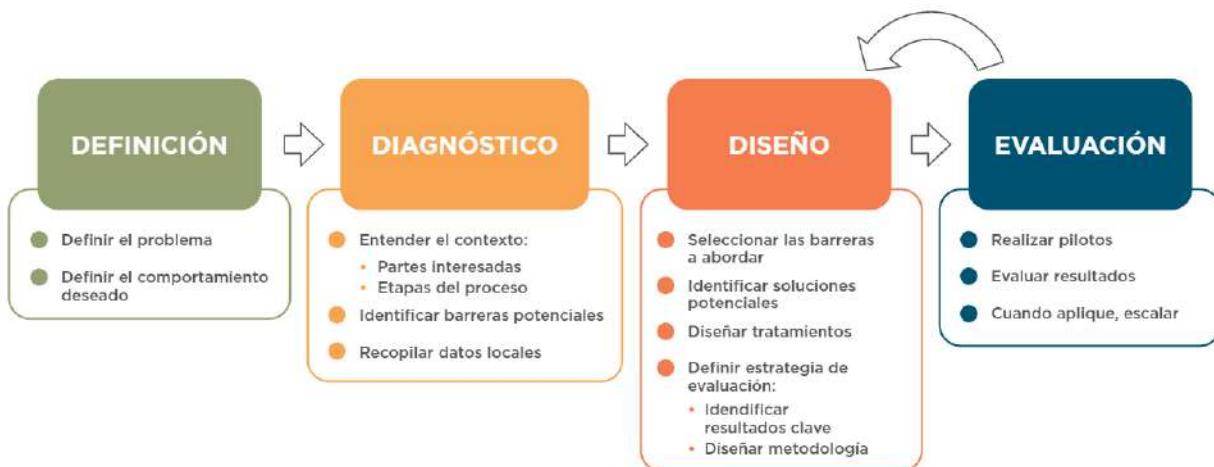 DEFINICIÓN
Definir el problema
Definir el comportamiento
deseado
DIAGNÓSTICO
Entender el contexto:
• Partes interesadas
• Etapas del proceso
Identificar barreras potenciales
Recopilar datos locales
DISEÑO
Seleccionar las barreras
a abordar
Identificar soluciones
potenciales
Diseñar tratamientos
Definir estrategia de
evaluación:
• Idendificar
resultados clave
• Diseñar metodología
EVALUACIÓN
Realizar pilotos
Evaluar resultados
Cuando aplique, escalar